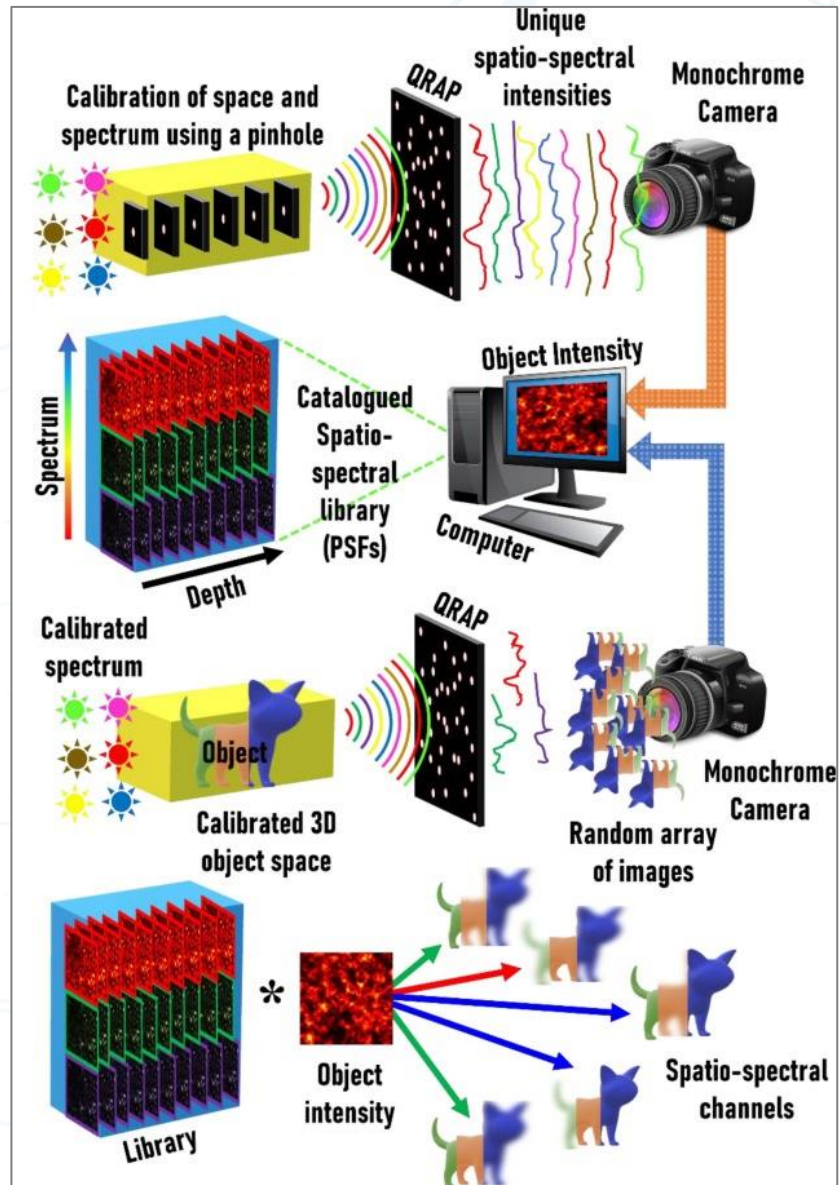 Calibration of space and
spectrum using a pinhole
QRAP
Unique
spatio-spectral
intensities
Monochrome
Camera
Spectrum
Depth
Catalogued
Spatio-
spectral
library
(PSFs)
Object Intensity
Computer
Calibrated
spectrum
Object
Calibrated 3D
object space
QRAP
Random array
of images
Monochrome
Camera
Library
*
Object
intensity
Spatio-spectral
channels